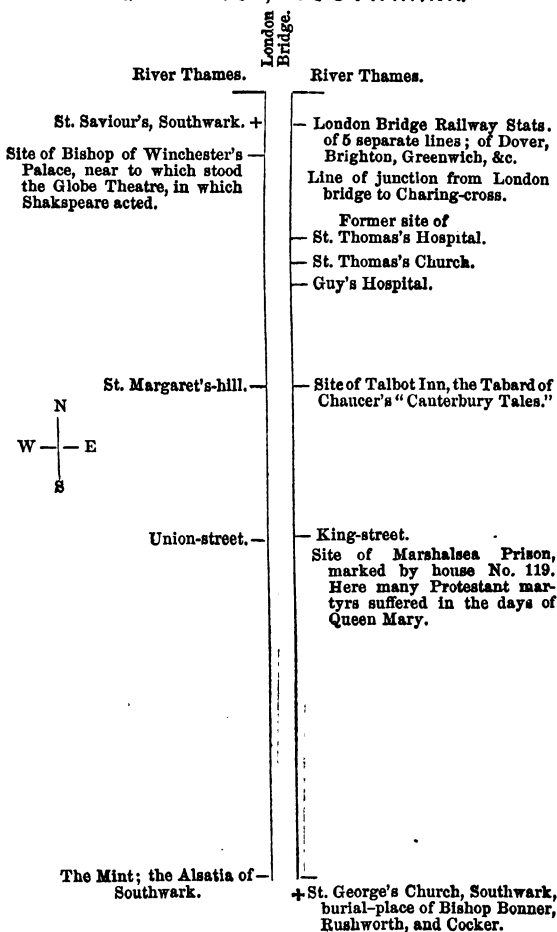 London
Bridge.
River Thames.
River Thames.
St. Saviour's, Southwark. +
London Bridge Railway Stats.
of 5 separate lines; of Dover,
Brighton, Greenwich, &c.
Site of Bishop of Winchester's
Palace, near to which stood
the Globe Theatre, in which
Shakspeare acted.
Line of junction from London
bridge to Charing-cross.
Former site of
St. Thomas's Hospital.
St. Thomas's Church.
Guy's Hospital.
St. Margaret's-hill.
Site of Talbot Inn, the Tabard of
Chaucer's "Canterbury Tales."
N
W E
S
Union-street.
King-street.
Site of Marshalsea Prison,
marked by house No. 119.
Here many Protestant mar-
tyrs suffered in the days of
Queen Mary.
The Mint; the Alsatia of
Southwark.
+ St. George's Church, Southwark,
burial-place of Bishop Bonner,
Rushworth, and Cocker.